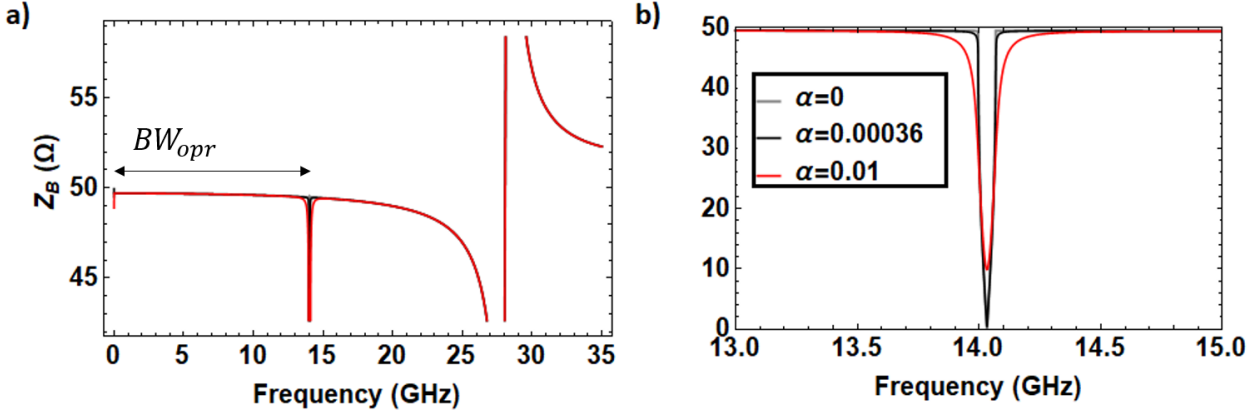 a)
55
50
45
Z_B (Ω)
BW_opr
0 5 10 15 20 25 30 35
Frequency (GHz)
b)
50
40
30
20
10
0
α=0
α=0.00036
α=0.01
13.0 13.5 14.0 14.5 15.0
Frequency (GHz)